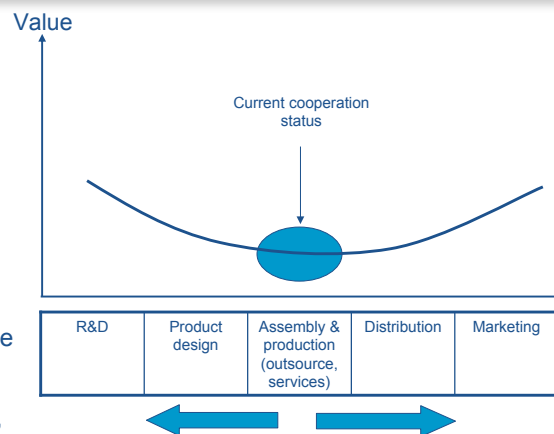 Value
Current cooperation
status
R&D
Product
design
Assembly &
production
(outsource,
services)
Distribution
Marketing